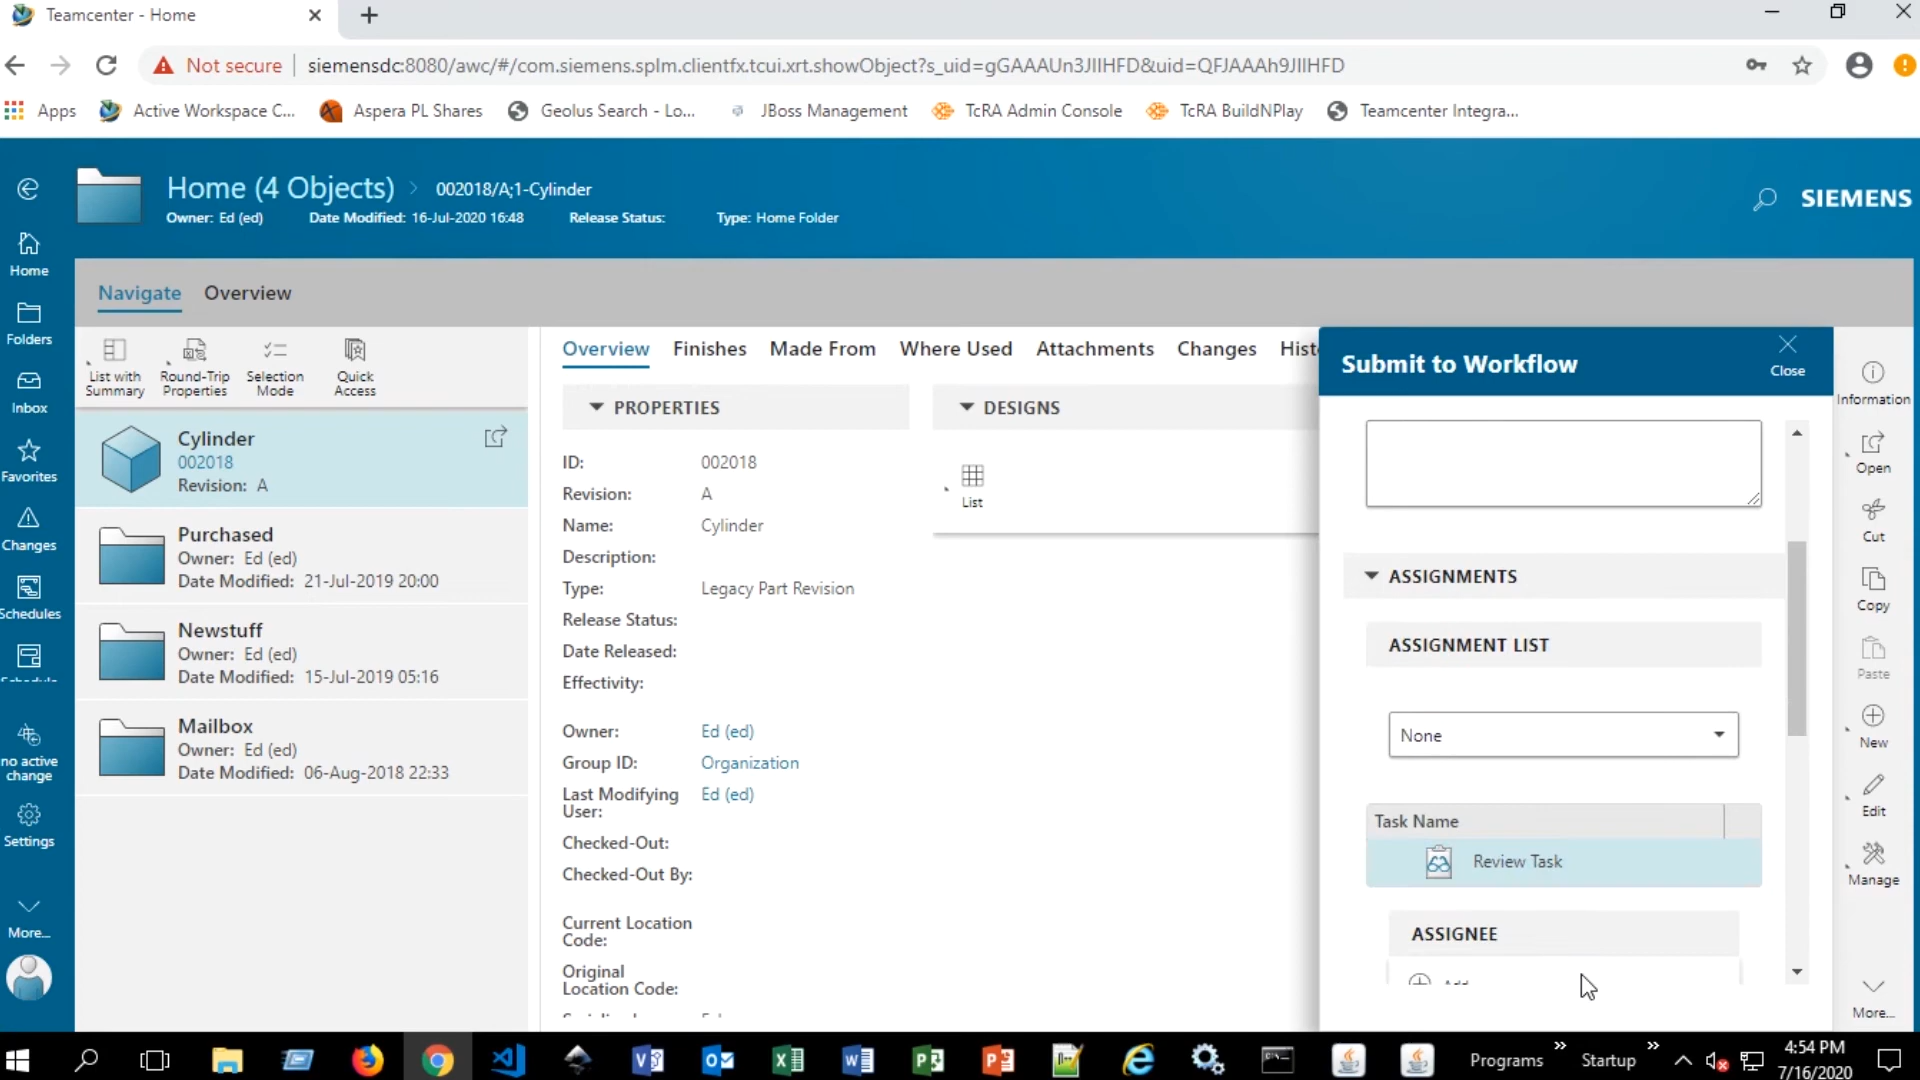 Teamcenter - Home
Not secure
siemensdc:8080/awc/#/com.siemens.splm.clientfx.tcui.xrt.showObject?s_uid=gGAAAUn3JIIHFD&uid=QFJAAAh9JIIHFD
Apps
Active Workspace C...
Aspera PL Shares
Geolus Search - Lo...
JBoss Management
TcRA Admin Console
TcRA BuildNPlay
Teamcenter Integra...
Home (4 Objects)
002018/A;1-Cylinder
Owner: Ed (ed)
Date Modified: 16-Jul-2020 16:48
Release Status:
Type: Home Folder
SIEMENS
Home
Folders
Inbox
Favorites
Changes
Schedules
no active
change
Settings
More...
Navigate
Overview
List with
Summary
Round-Trip
Properties
Selection
Mode
Quick
Access
Cylinder
002018
Revision: A
Purchased
Owner: Ed (ed)
Date Modified: 21-Jul-2019 20:00
Newstuff
Owner: Ed (ed)
Date Modified: 15-Jul-2019 05:16
Mailbox
Owner: Ed (ed)
Date Modified: 06-Aug-2018 22:33
Overview
Finishes
Made From
Where Used
Attachments
Changes
Hist
PROPERTIES
ID: 002018
Revision: A
Name: Cylinder
Description:
Type: Legacy Part Revision
Release Status:
Date Released:
Effectivity:
Owner: Ed (ed)
Group ID: Organization
Last Modifying
User: Ed (ed)
Checked-Out:
Checked-Out By:
Current Location
Code:
Original
Location Code:
DESIGNS
List
Submit to Workflow
Close
ASSIGNMENTS
ASSIGNMENT LIST
None
Task Name
Review Task
ASSIGNEE
Information
Open
Cut
Copy
Paste
New
Edit
Manage
More...
Programs
Startup
4:54 PM
7/16/2020